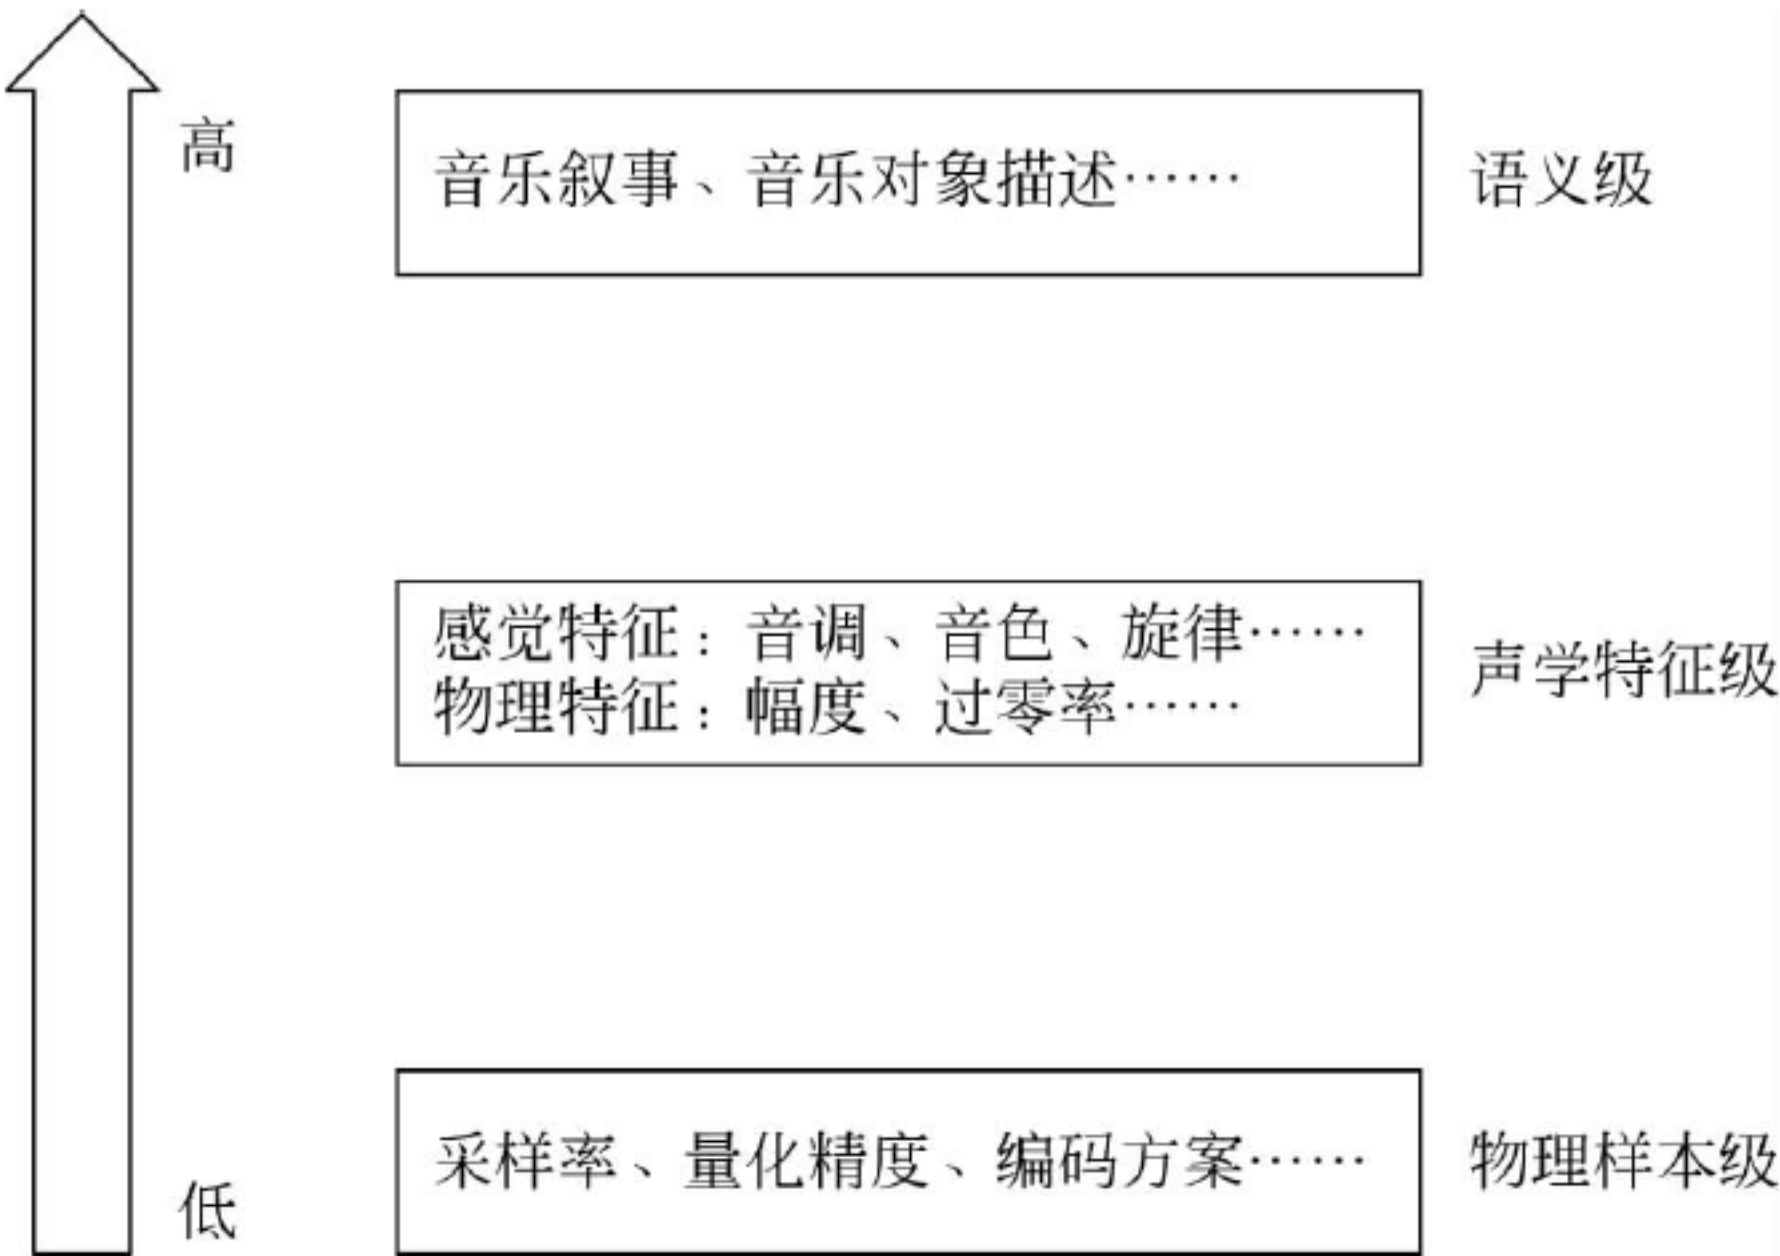 高
音乐叙事、音乐对象描述……
语义级
感觉特征：音调、音色、旋律……
物理特征：幅度、过零率……
声学特征级
采样率、量化精度、编码方案……
物理样本级
低